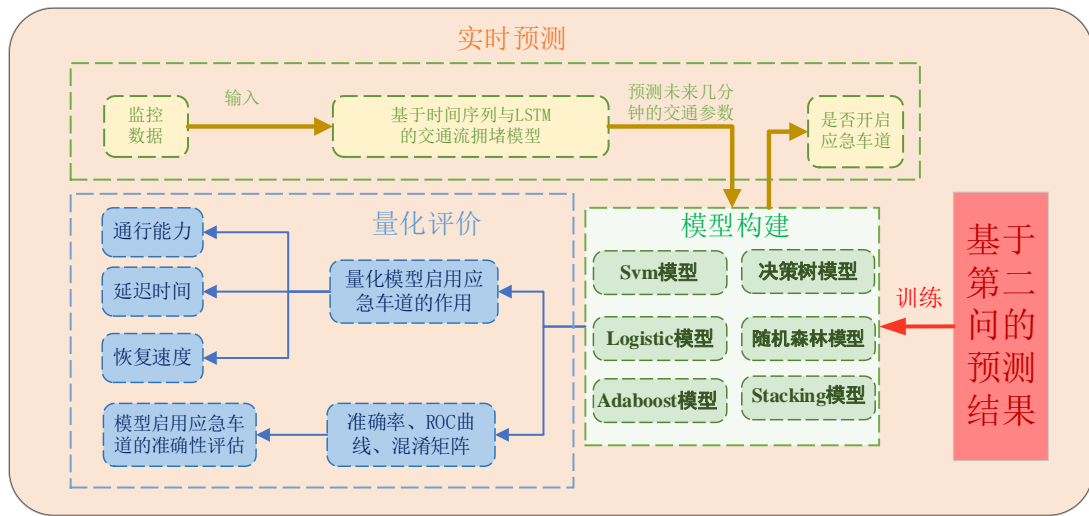 实时预测
监控
数据
输入
基于时间序列与LSTM
的交通流拥堵模型
预测未来几分
钟的交通参数
是否开启
应急车道
量化评价
通行能力
延迟时间
恢复速度
量化模型启用应
急车道的作用
模型启用应急车
道的准确性评估
准确率、ROC曲
线、混淆矩阵
模型构建
Svm模型
决策树模型
Logistic模型
随机森林模型
Adaboost模型
Stacking模型
训练
基于
第二
问的
预测
结果